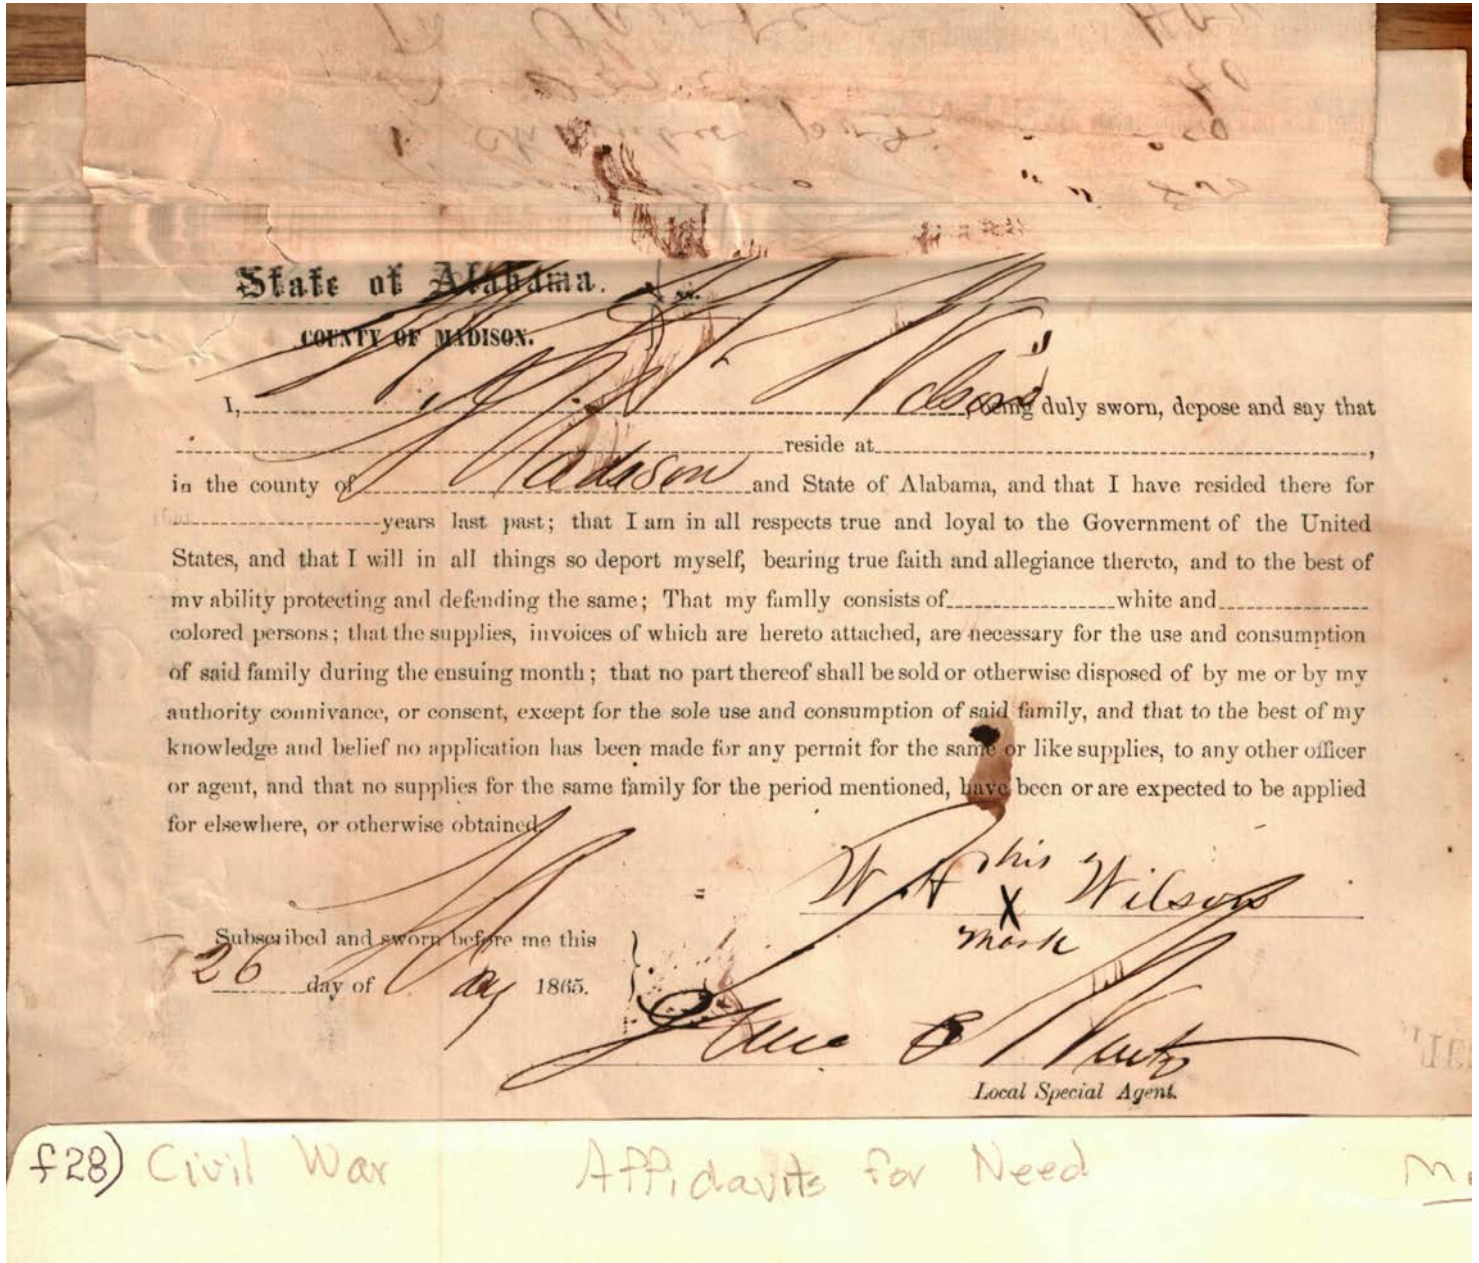 State of Alabama. ss.
COUNTY OF MADISON.
I, W. H. Wilson, being duly sworn, depose and say that
reside at ,
in the county of Madison and State of Alabama, and that I have resided there for
years last past; that I am in all respects true and loyal to the Government of the United
States, and that I will in all things so deport myself, bearing true faith and allegiance thereto, and to the best of
my ability protecting and defending the same; That my famlly consists of white and
colored persons; that the supplies, invoices of which are hereto attached, are necessary for the use and consumption
of said family during the ensuing month; that no part thereof shall be sold or otherwise disposed of by me or by my
authority connivance, or consent, except for the sole use and consumption of said family, and that to the best of my
knowledge and belief no application has been made for any permit for the same or like supplies, to any other officer
or agent, and that no supplies for the same family for the period mentioned, have been or are expected to be applied
for elsewhere, or otherwise obtained.
his
W. H X Wilson
mark
Subscribed and sworn before me this
26 day of May 1865.
Local Special Agent.
f28) Civil War Affidavits for Need